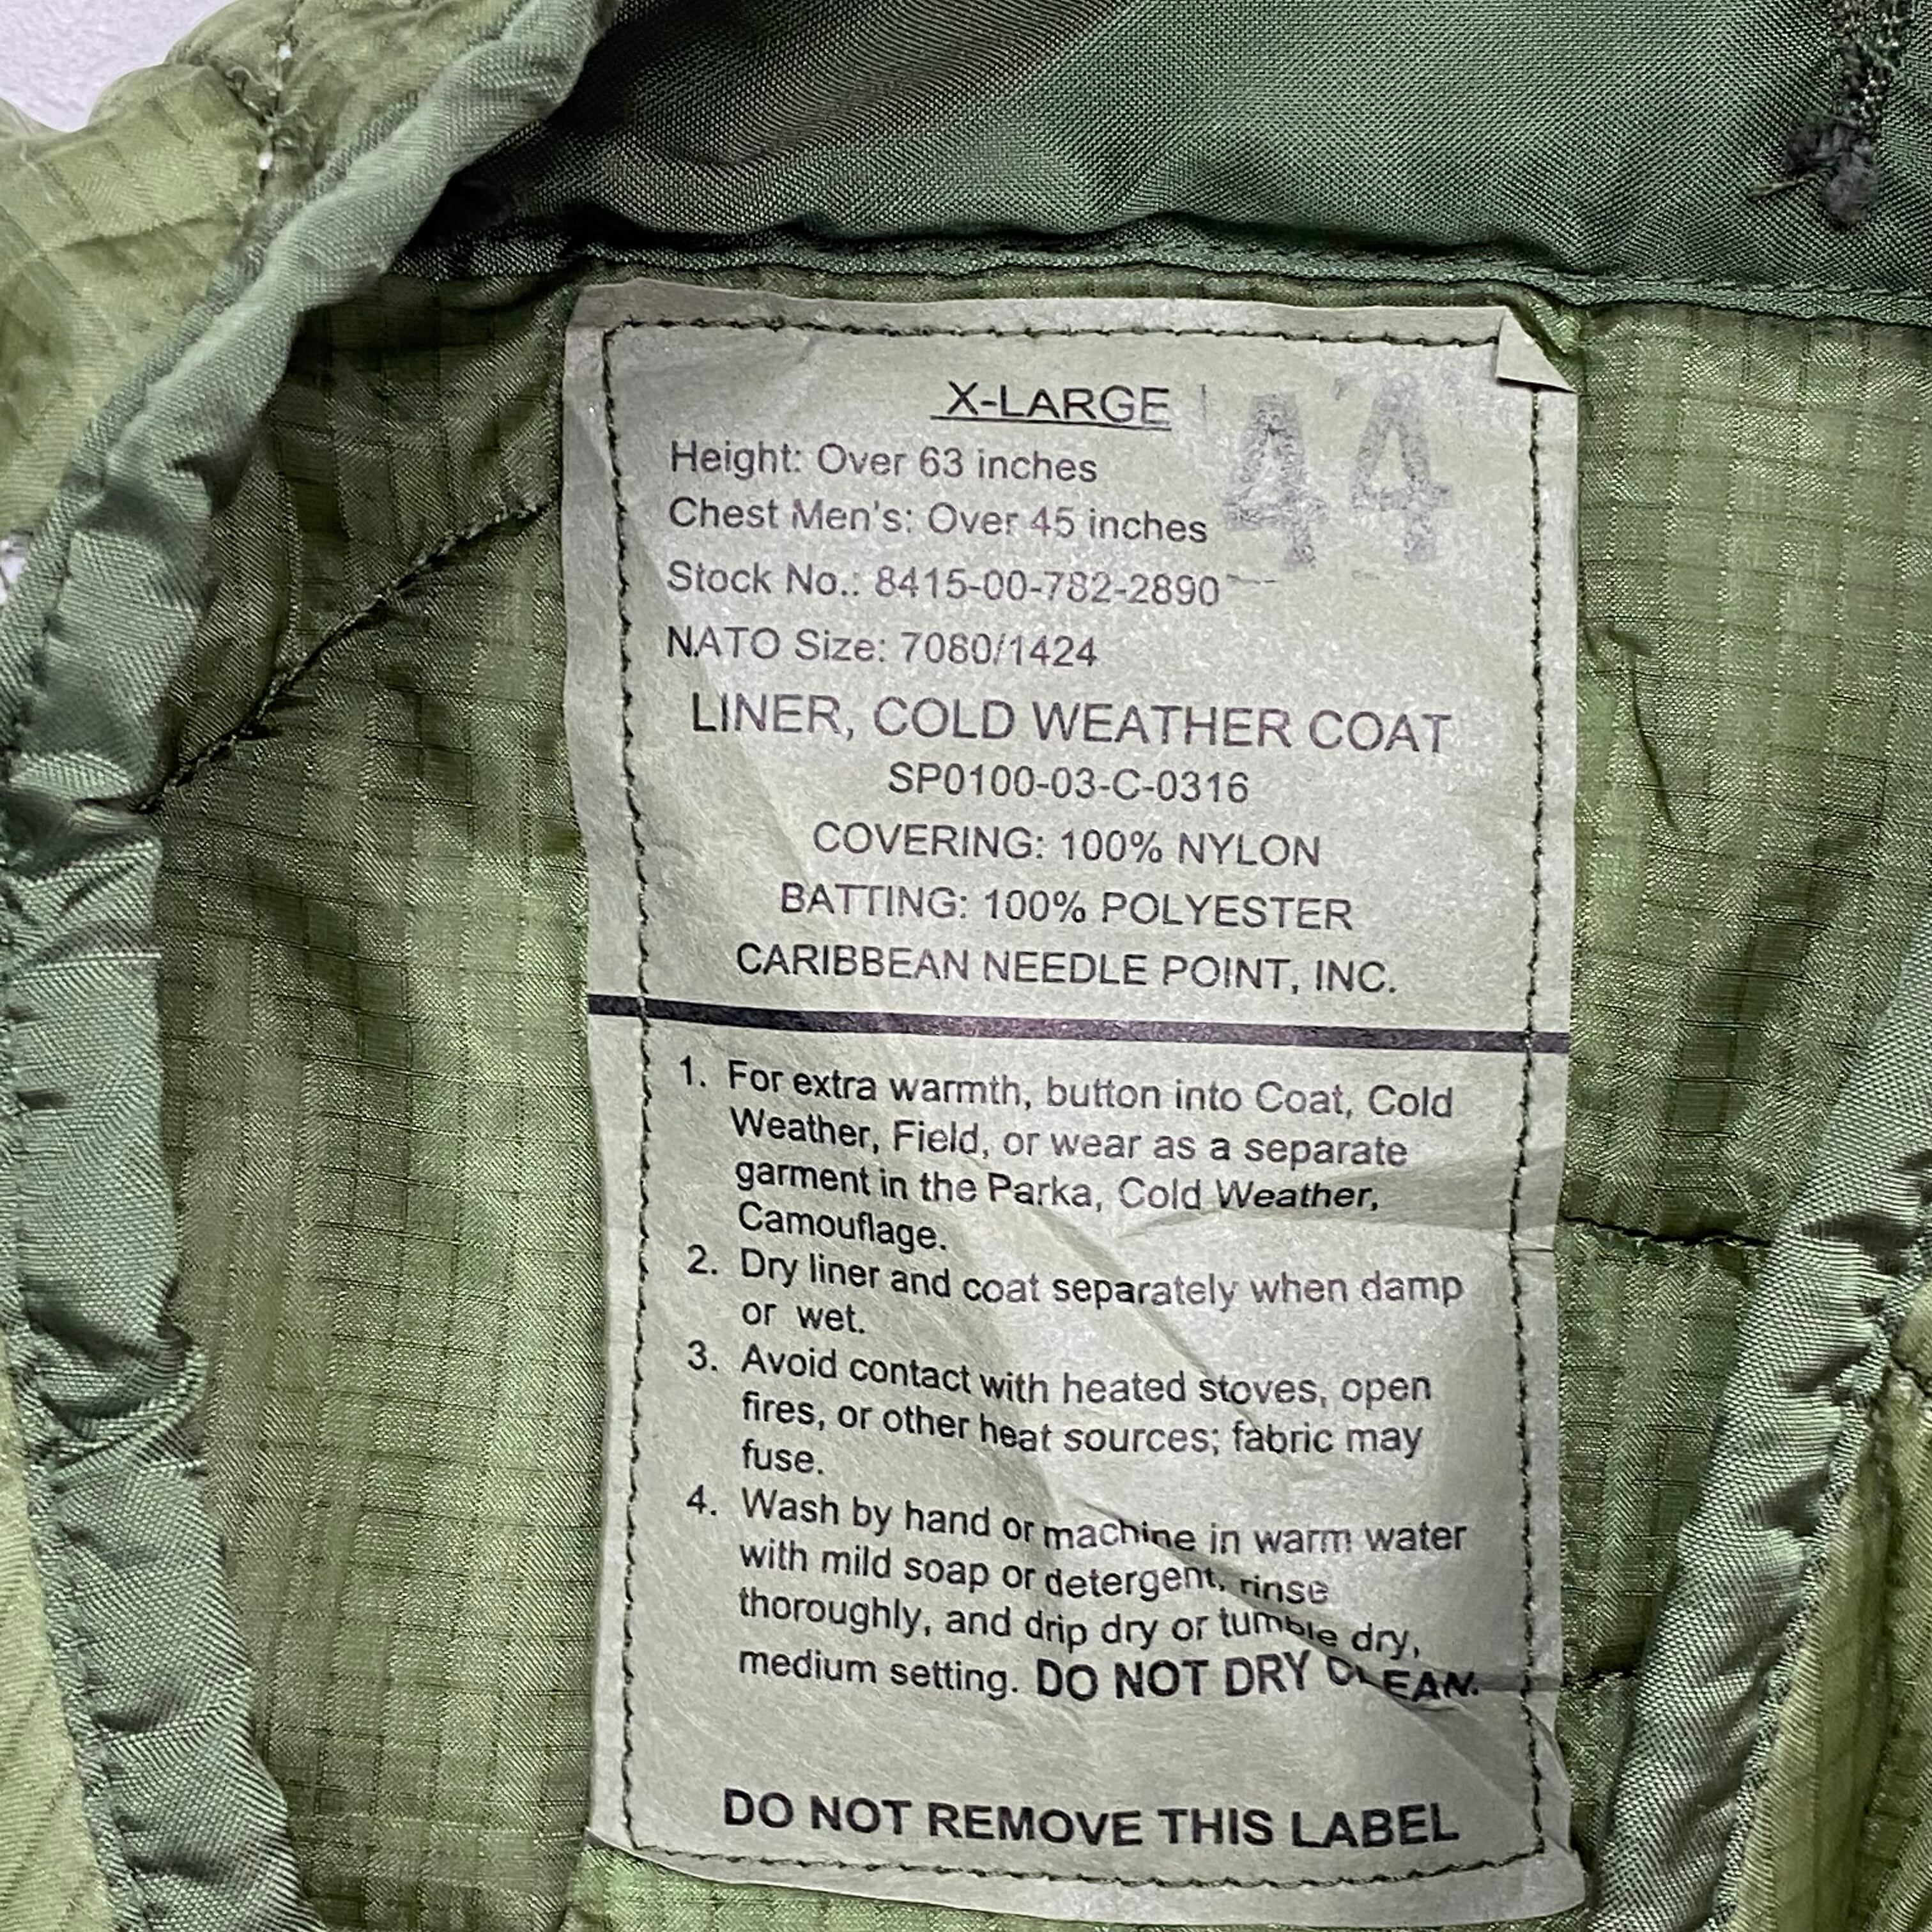 X-LARGE
44
Height: Over 63 inches
Chest Men's: Over 45 inches
Stock No.: 8415-00-782-2890
NATO Size: 7080/1424
LINER, COLD WEATHER COAT
SP0100-03-C-0316
COVERING: 100% NYLON
BATTING: 100% POLYESTER
CARIBBEAN NEEDLE POINT, INC.
1. For extra warmth, button into Coat, Cold
Weather, Field, or wear as a separate
garment in the Parka, Cold Weather,
Camouflage.
2. Dry liner and coat separately when damp
or wet.
3. Avoid contact with heated stoves, open
fires, or other heat sources; fabric may
fuse.
4. Wash by hand or machine in warm water
with mild soap or detergent, rinse
thoroughly, and drip dry or tumble dry,
medium setting. DO NOT DRY CLEAN.
DO NOT REMOVE THIS LABEL